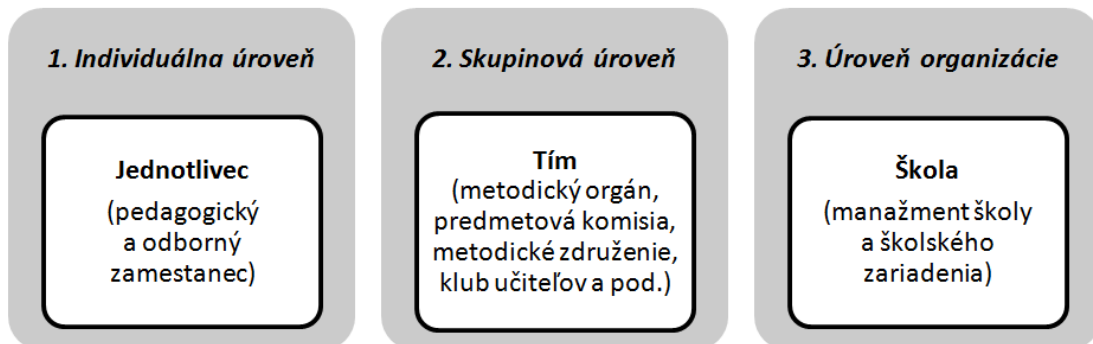 1. Individuálna úroveň
Jednotlivec
(pedagogický
a odborný
zamestanec)
2. Skupinová úroveň
Tím
(metodický orgán,
predmetová komisia,
metodické združenie,
klub učiteľov a pod.)
3. Úroveň organizácie
Škola
(manažment školy
a školského
zariadenia)